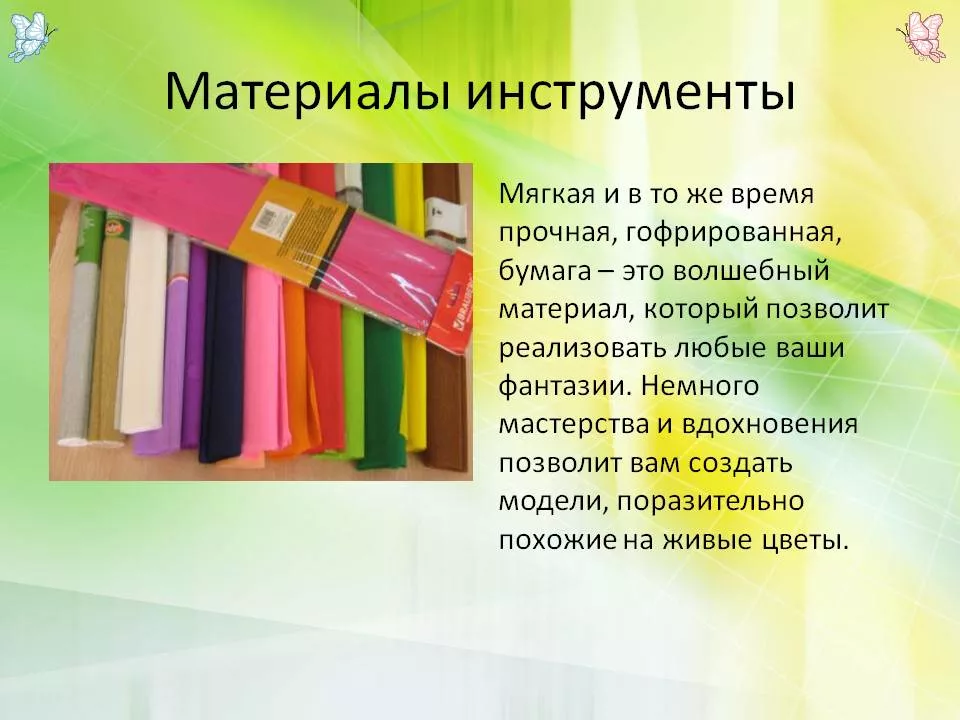 Материалы инструменты
Мягкая и в то же время
прочная, гофрированная,
бумага – это волшебный
материал, который позволит
реализовать любые ваши
фантазии. Немного
мастерства и вдохновения
позволит вам создать
модели, поразительно
похожие на живые цветы.
BRAUBERG